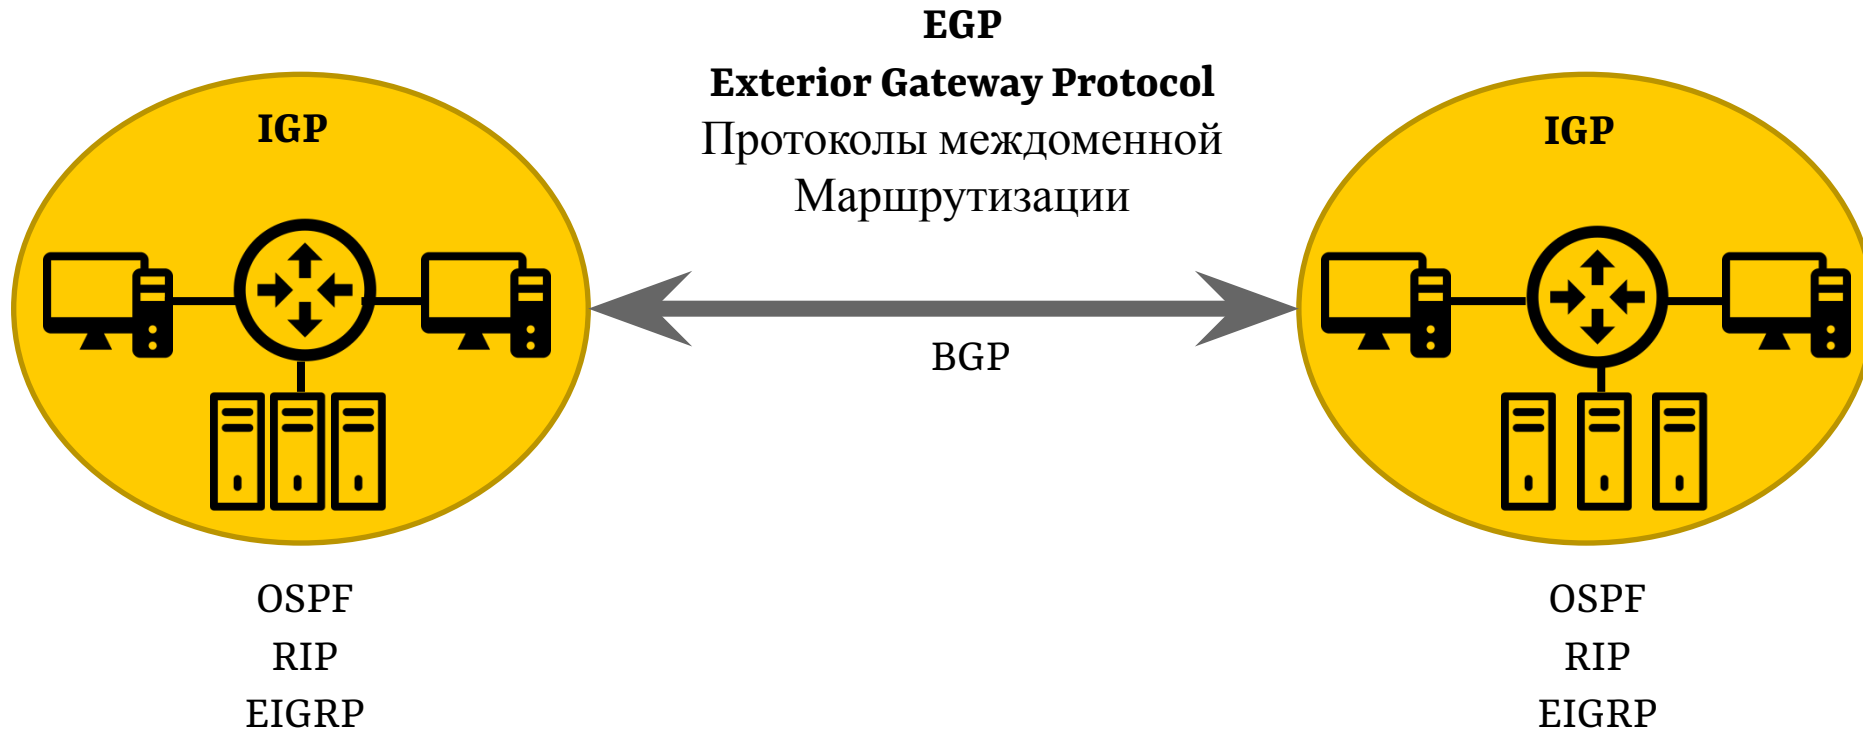 EGP
Exterior Gateway Protocol
Протоколы междоменной
Маршрутизации
IGP
IGP
BGP
OSPF
RIP
EIGRP
OSPF
RIP
EIGRP